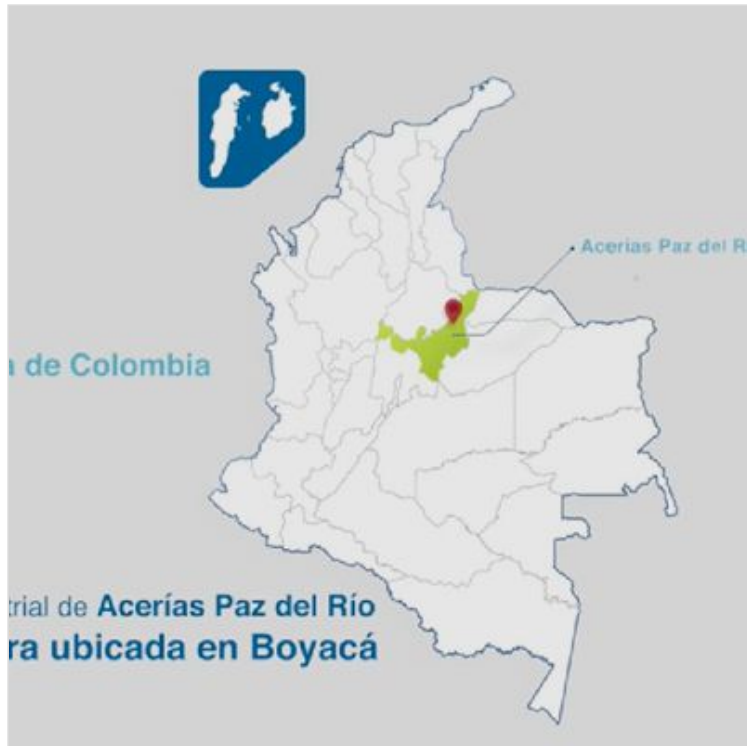 Acerias Paz del R
de Colombia
trial de Acerías Paz del Río
ra ubicada en Boyacá